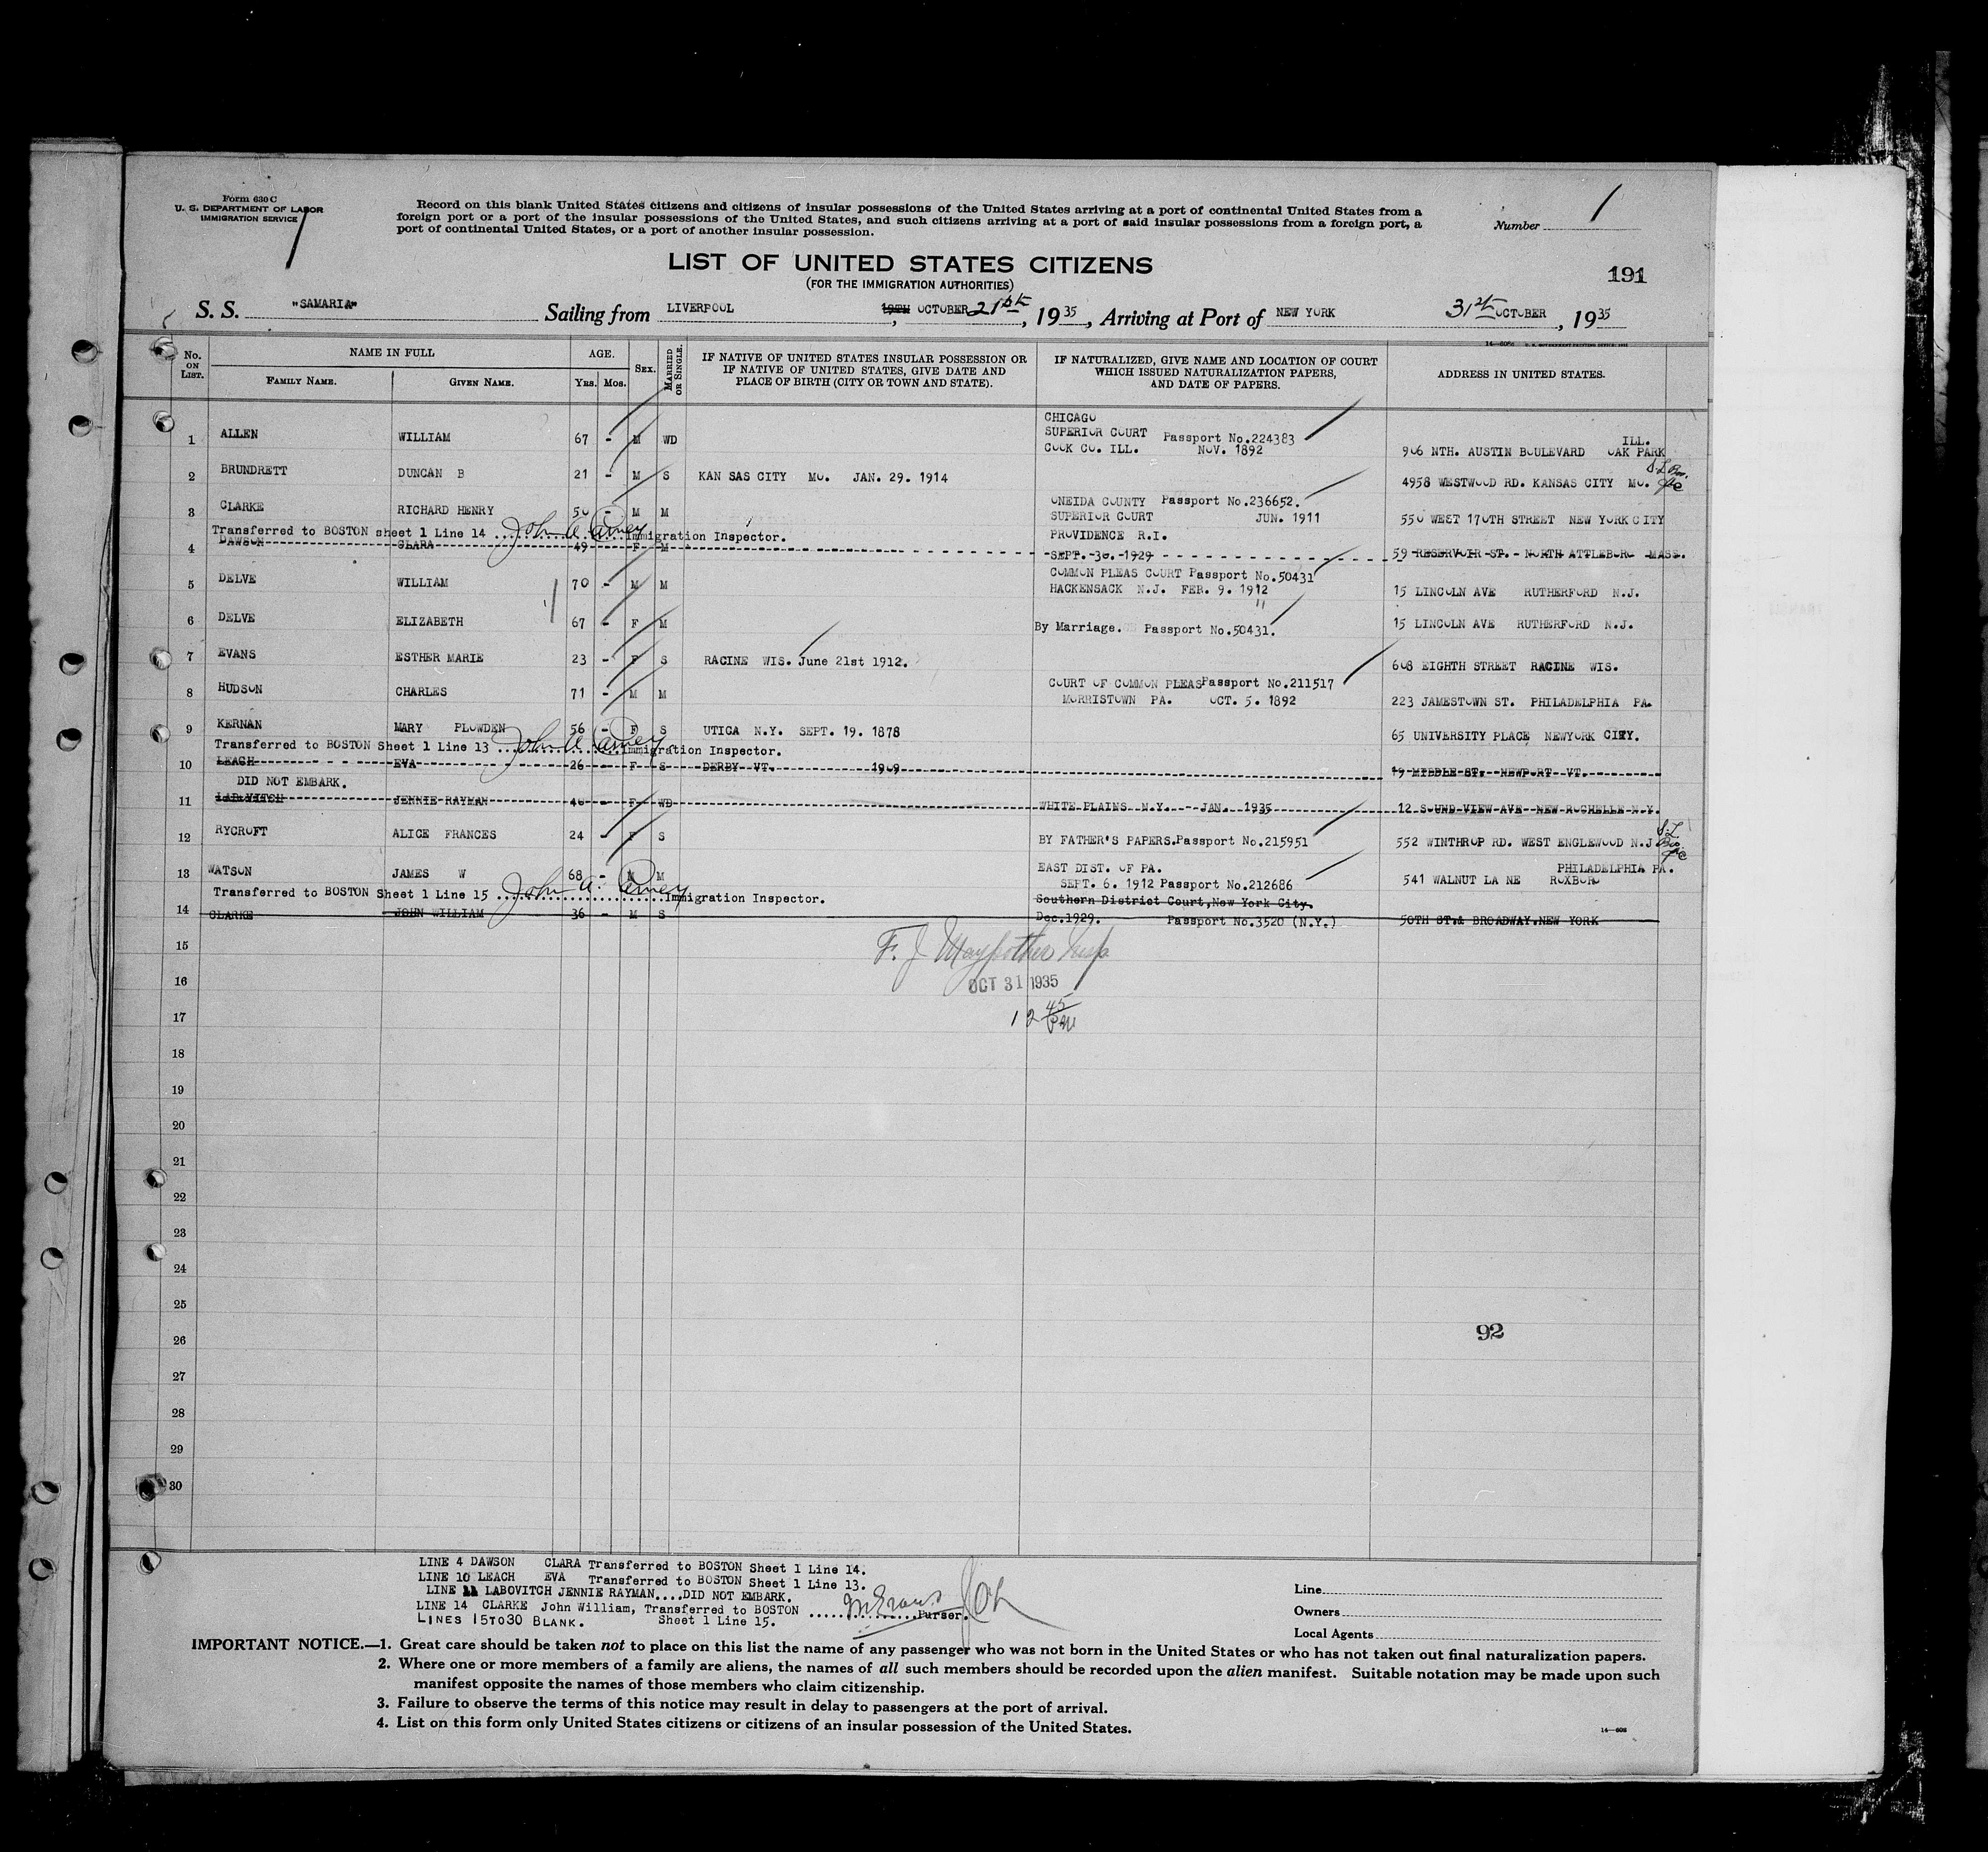 Form 630 C
U. S. DEPARTMENT OF LABOR
IMMIGRATION SERVICE
Record on this blank United States citizens and citizens of insular possessions of the United States arriving at a port of continental United States from a
foreign port or a port of the insular possessions of the United States, and such citizens arriving at a port of said insular possessions from a foreign port, a
port of continental United States, or a port of another insular possession.
Number 1
LIST OF UNITED STATES CITIZENS
(FOR THE IMMIGRATION AUTHORITIES)
191
S. S. "SAMARIA" Sailing from LIVERPOOL, 19TH OCTOBER 21st, 1935, Arriving at Port of NEW YORK 31st OCTOBER, 1935
No. ON LIST. NAME IN FULL FAMILY NAME. GIVEN NAME. AGE. Yrs. Mos. SEX. MARRIED OR SINGLE.
IF NATIVE OF UNITED STATES INSULAR POSSESSION OR
IF NATIVE OF UNITED STATES, GIVE DATE AND
PLACE OF BIRTH (CITY OR TOWN AND STATE).
IF NATURALIZED, GIVE NAME AND LOCATION OF COURT
WHICH ISSUED NATURALIZATION PAPERS,
AND DATE OF PAPERS.
ADDRESS IN UNITED STATES.
CHICAGO
1 ALLEN WILLIAM 67 - M WD SUPERIOR COURT Passport No.224383 ILL.
COOK CO. ILL. NOV. 1892 906 NTH. AUSTIN BOULEVARD OAK PARK
2 BRUNDRETT DUNCAN B 21 - M S KAN SAS CITY MO. JAN. 29. 1914 4958 WESTWOOD RD. KANSAS CITY MO.
ONEIDA COUNTY Passport No.236652.
3 CLARKE RICHARD HENRY 50 - M M SUPERIOR COURT JUN. 1911 550 WEST 170TH STREET NEW YORK CITY
Transferred to BOSTON sheet 1 Line 14 .......... Immigration Inspector. PROVIDENCE R.I.
4 DAWSON CLARA 49 - F M SEPT. 30. 1929 59 RESERVOIR ST. NORTH ATTLEBORO MASS.
COMMON PLEAS COURT Passport No.50431
5 DELVE WILLIAM 70 - M M HACKENSACK N.J. FEB. 9. 1912 15 LINCOLN AVE RUTHERFORD N.J.
"
6 DELVE ELIZABETH 67 - F M By Marriage. Passport No.50431. 15 LINCOLN AVE RUTHERFORD N.J.
7 EVANS ESTHER MARIE 23 - F S RACINE WIS. June 21st 1912. 608 EIGHTH STREET RACINE WIS.
COURT OF COMMON PLEAS Passport No.211517
8 HUDSON CHARLES 71 - M M MORRISTOWN PA. OCT. 5. 1892 223 JAMESTOWN ST. PHILADELPHIA PA.
9 KERNAN MARY PLOWDEN 56 - F S UTICA N.Y. SEPT. 19. 1878 65 UNIVERSITY PLACE NEWYORK CITY.
Transferred to BOSTON Sheet 1 Line 13 .......... Immigration Inspector.
10 LEACH EVA 26 - F S DERBY VT. 1909 19 MIDDLE ST. NEWPORT VT.
DID NOT EMBARK.
11 LABOVITCH JENNIE RAYMAN 46 - F WD WHITE PLAINS N.Y. JAN. 1935 12 SOUND VIEW AVE NEW ROCHELLE N.Y.
12 RYCROFT ALICE FRANCES 24 - F S BY FATHER'S PAPERS. Passport No.215951 552 WINTHROP RD. WEST ENGLEWOOD N.J.
EAST DIST. OF PA. PHILADELPHIA PA.
13 WATSON JAMES W 68 - M M SEPT. 6. 1912 Passport No.212686 541 WALNUT LA NE ROXBORO
Transferred to BOSTON Sheet 1 Line 15 .......... Immigration Inspector. Southern District Court,New York City.
14 CLARKE JOHN WILLIAM 36 - M S Dec.1929. Passport No.3520 (N.Y.) 50TH ST.& BROADWAY.NEW YORK
15
16
OCT 31 1935
17
12 45 PM
18
19
20
21
22
23
24
25
26
92
27
28
29
30
LINE 4 DAWSON CLARA Transferred to BOSTON Sheet 1 Line 14.
LINE 10 LEACH EVA Transferred to BOSTON Sheet 1 Line 13.
LINE 11 LABOVITCH JENNIE RAYMAN....DID NOT EMBARK.
LINE 14 CLARKE John William, Transferred to BOSTON
Sheet 1 Line 15.
LINES 15 TO 30 BLANK.
................Purser.
Line
Owners
Local Agents
IMPORTANT NOTICE.—1. Great care should be taken not to place on this list the name of any passenger who was not born in the United States or who has not taken out final naturalization papers.
2. Where one or more members of a family are aliens, the names of all such members should be recorded upon the alien manifest. Suitable notation may be made upon such
manifest opposite the names of those members who claim citizenship.
3. Failure to observe the terms of this notice may result in delay to passengers at the port of arrival.
4. List on this form only United States citizens or citizens of an insular possession of the United States.
14—608